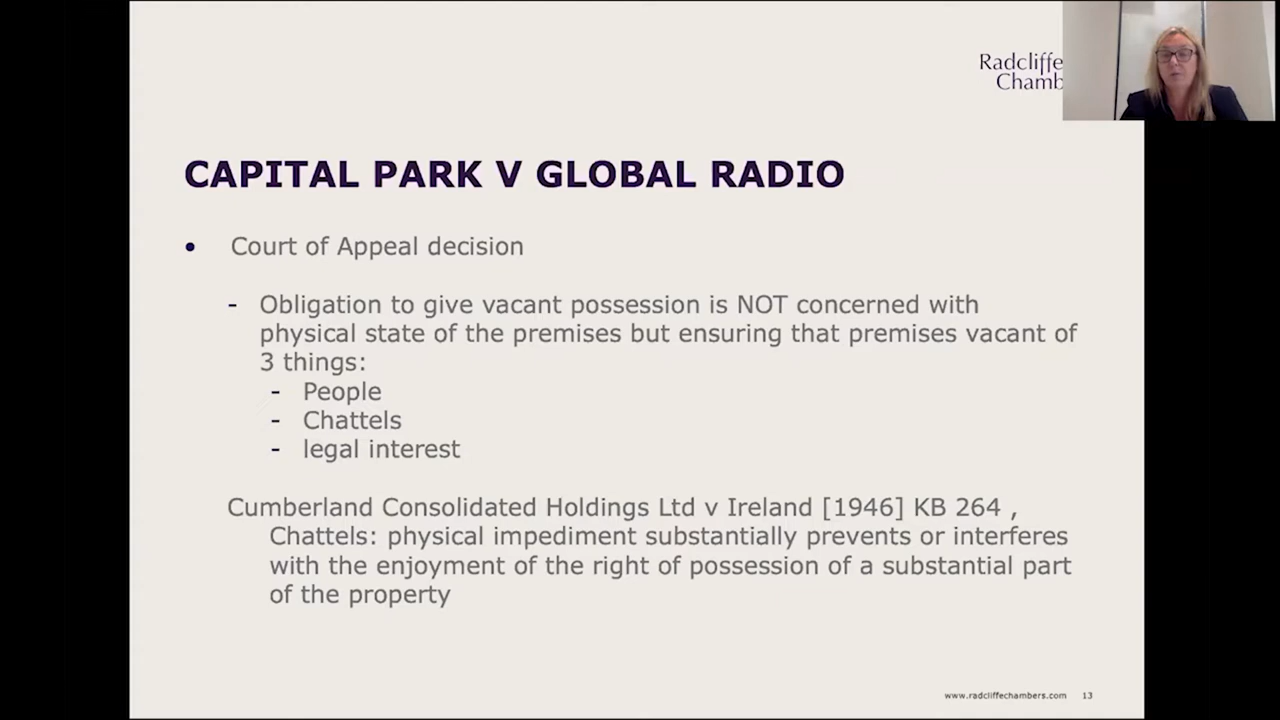 Radcliffe
Chamb
CAPITAL PARK V GLOBAL RADIO
• Court of Appeal decision
- Obligation to give vacant possession is NOT concerned with
physical state of the premises but ensuring that premises vacant of
3 things:
- People
- Chattels
- legal interest
Cumberland Consolidated Holdings Ltd v Ireland [1946] KB 264 ,
Chattels: physical impediment substantially prevents or interferes
with the enjoyment of the right of possession of a substantial part
of the property
www.radcliffechambers.com 13